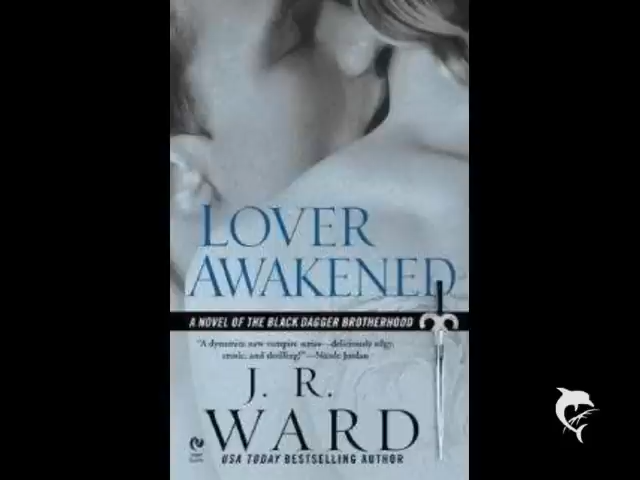 LOVER
AWAKENED
A NOVEL OF THE BLACK DAGGER BROTHERHOOD
"A dynamite new vampire series—deliciously edgy,
erotic, and thrilling!"—Nicole Jordan
J. R.
WARD
USA TODAY BESTSELLING AUTHOR